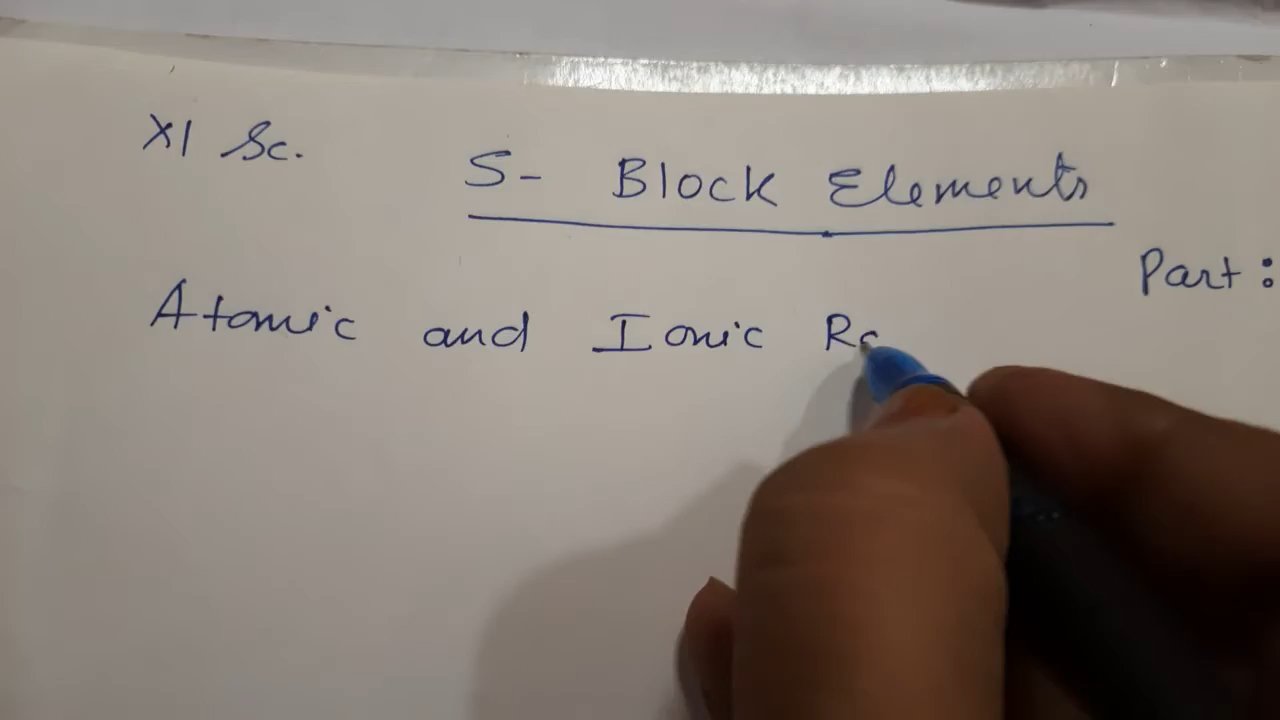 XI Sc.
S- Block Elements
Part :
Atomic and Ionic